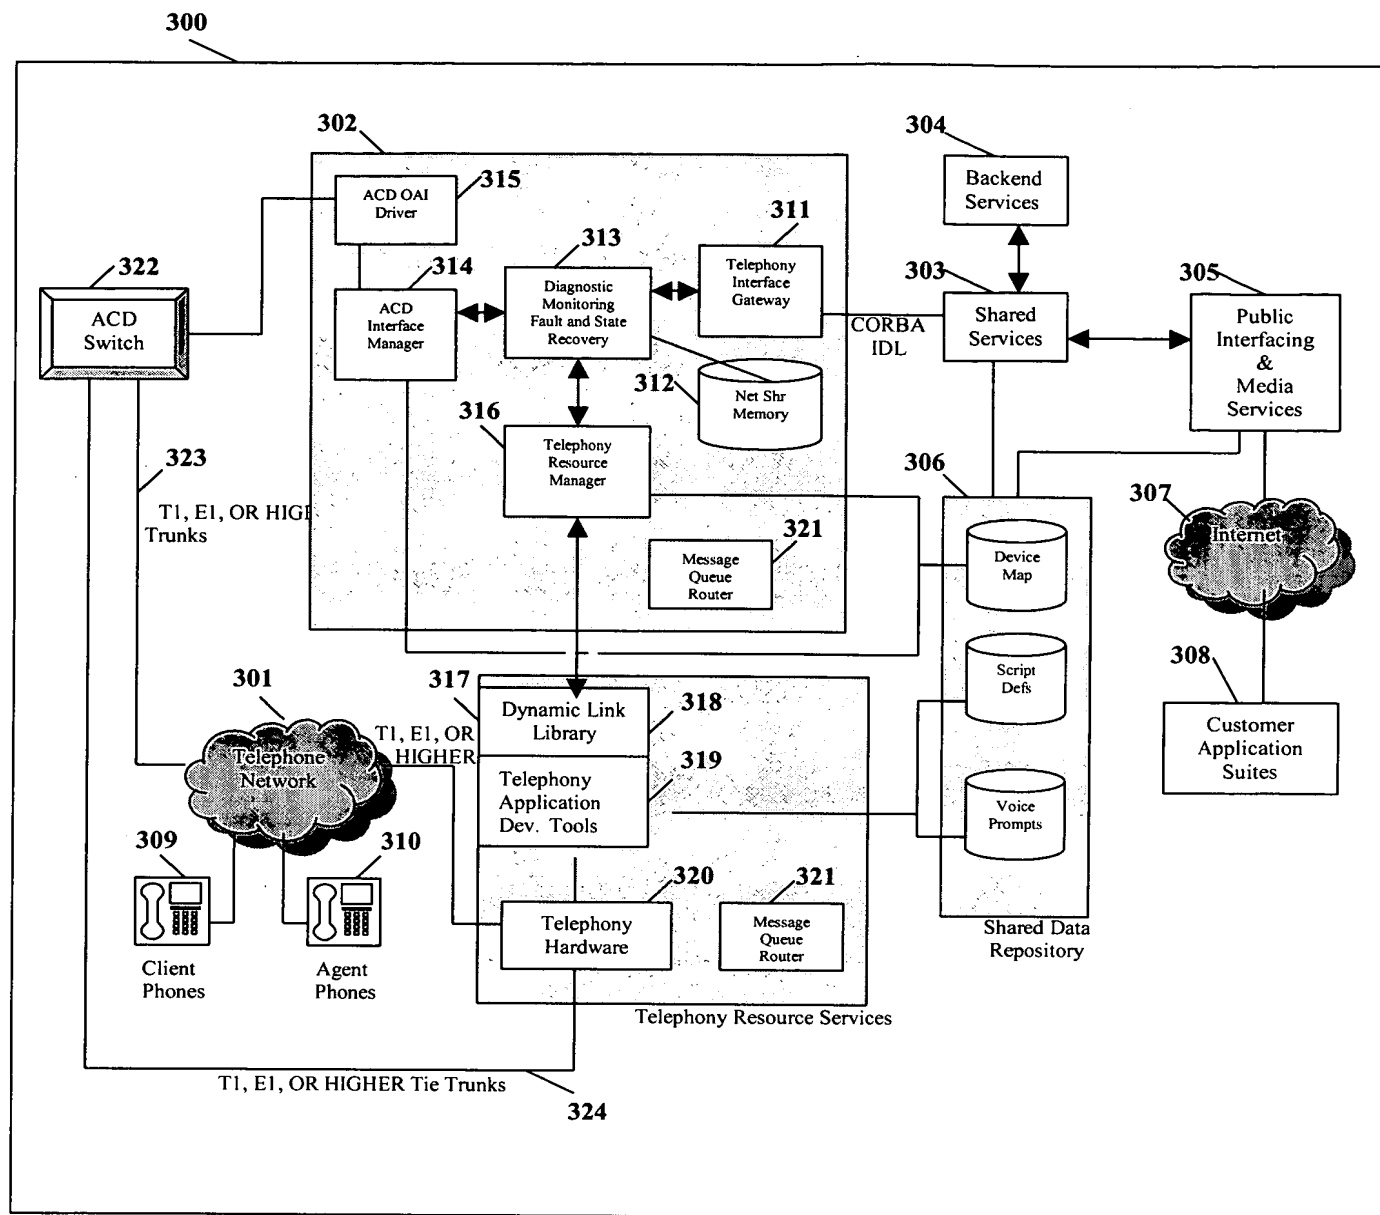 300
302
304
315
ACD OAI
Driver
Backend
Services
311
313
322
314
Telephony
Interface
Gateway
303
305
Diagnostic
Monitoring
Fault and State
Recovery
ACD
Switch
ACD
Interface
Manager
CORBA
IDL
Shared
Services
Public
Interfacing
&
Media
Services
312
Net Shr
Memory
316
Telephony
Resource
Manager
323
T1, E1, OR HIGH
Trunks
306
307
Internet
321
Message
Queue
Router
Device
Map
Script
Defs
308
Customer
Application
Suites
301
Telephone
Network
317
T1, E1, OR
HIGHER
Dynamic Link
Library
318
Telephony
Application
Dev. Tools
319
Voice
Prompts
309
310
Client
Phones
Agent
Phones
320
Telephony
Hardware
321
Message
Queue
Router
Shared Data
Repository
Telephony Resource Services
T1, E1, OR HIGHER Tie Trunks
324